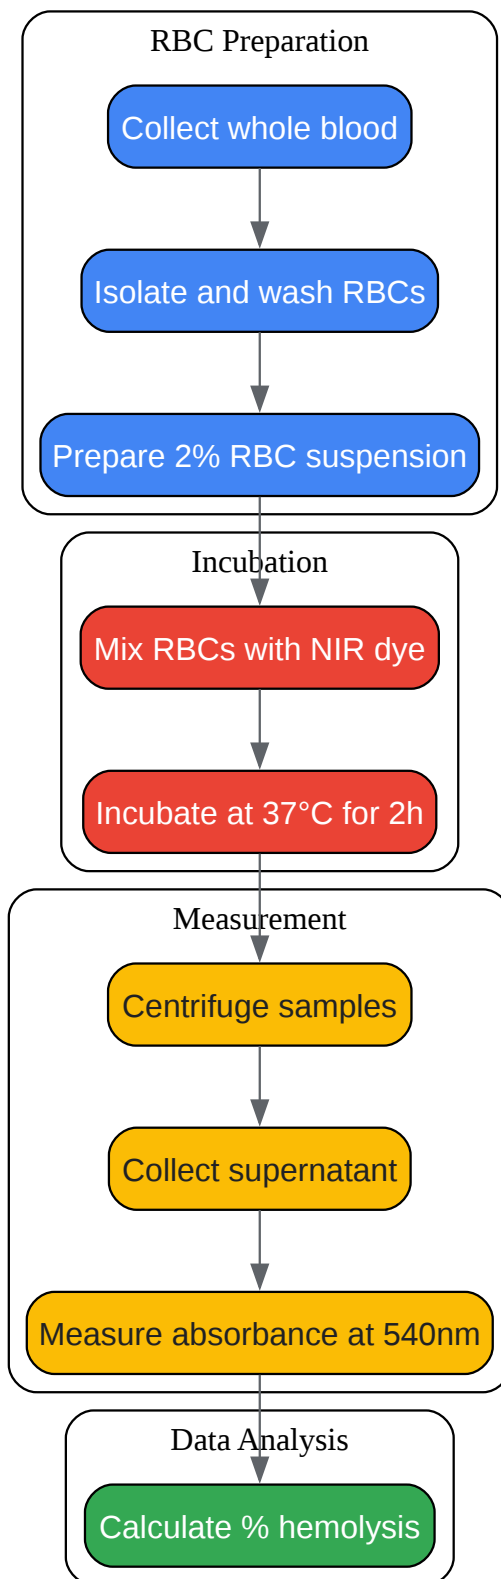 RBC Preparation
Collect whole blood
Isolate and wash RBCs
Prepare 2% RBC suspension
Incubation
Mix RBCs with NIR dye
Incubate at 37°C for 2h
Measurement
Centrifuge samples
Collect supernatant
Measure absorbance at 540nm
Data Analysis
Calculate % hemolysis